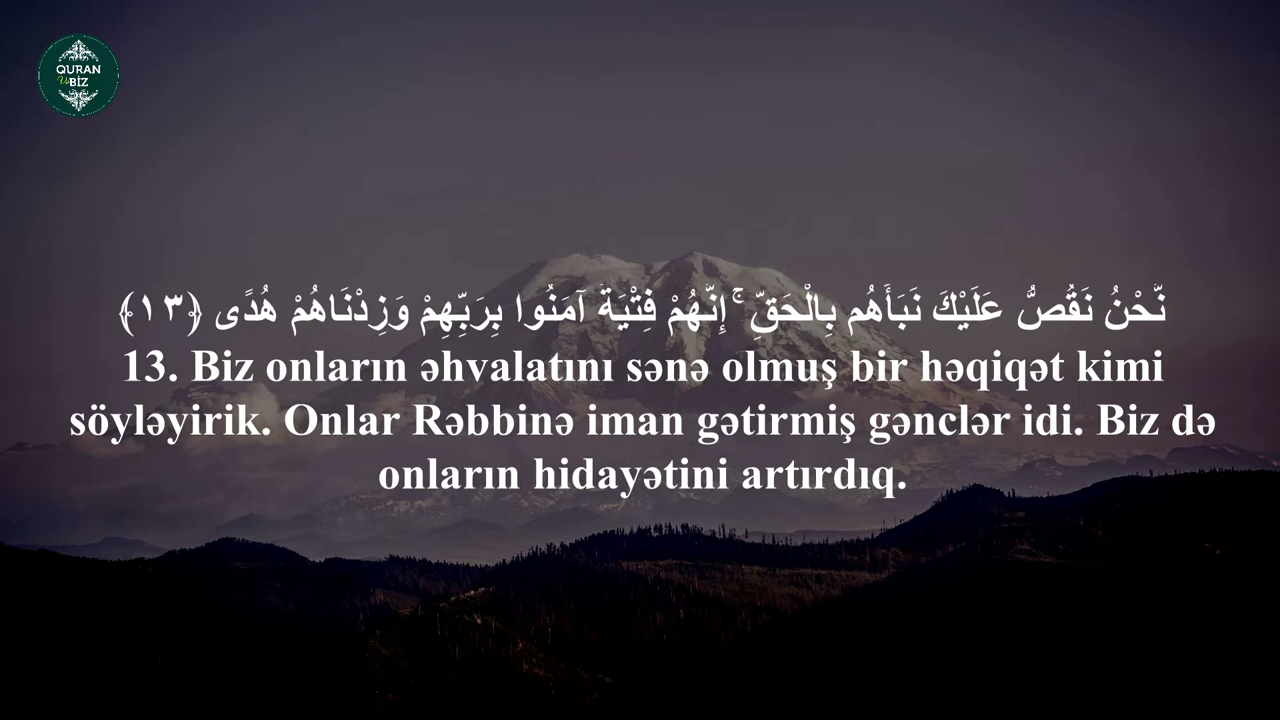 QURAN
Və BİZ
نَّحْنُ نَقُصُّ عَلَيْكَ نَبَأَهُم بِالْحَقِّ ۚ إِنَّهُمْ فِتْيَةٌ آمَنُوا بِرَبِّهِمْ وَزِدْنَاهُمْ هُدًى ﴿١٣﴾
13. Biz onların əhvalatını sənə olmuş bir həqiqət kimi
söyləyirik. Onlar Rəbbinə iman gətirmiş gənclər idi. Biz də
onların hidayətini artırdıq.